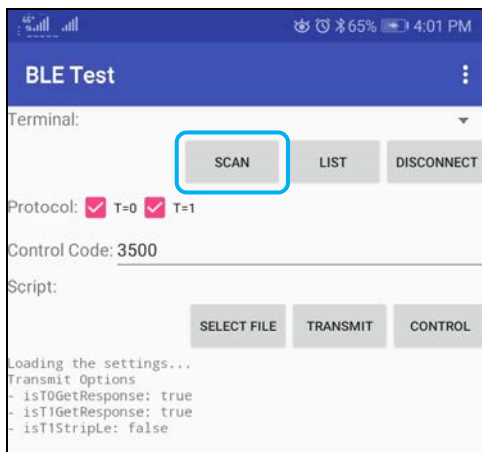 65% 4:01 PM
BLE Test
Terminal:
SCAN LIST DISCONNECT
Protocol: T=0 T=1
Control Code: 3500
Script:
SELECT FILE TRANSMIT CONTROL
Loading the settings...
Transmit Options
- isT0GetResponse: true
- isT1GetResponse: true
- isT1StripLe: false